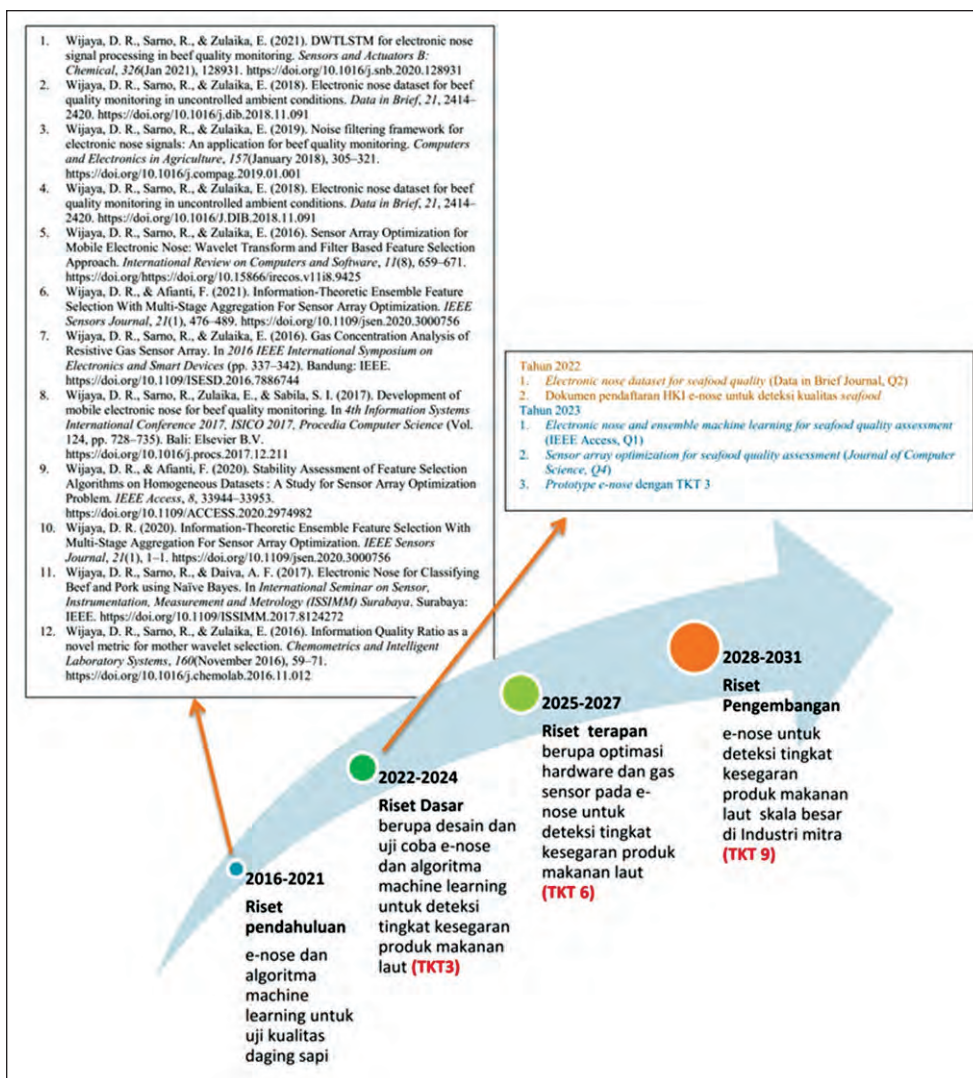 1. Wijaya, D. R., Sarno, R., & Zulaika, E. (2021). DWTLSTM for electronic nose
signal processing in beef quality monitoring. Sensors and Actuators B:
Chemical, 326(Jan 2021), 128931. https://doi.org/10.1016/j.snb.2020.128931
2. Wijaya, D. R., Sarno, R., & Zulaika, E. (2018). Electronic nose dataset for beef
quality monitoring in uncontrolled ambient conditions. Data in Brief, 21, 2414–
2420. https://doi.org/10.1016/j.dib.2018.11.091
3. Wijaya, D. R., Sarno, R., & Zulaika, E. (2019). Noise filtering framework for
electronic nose signals: An application for beef quality monitoring. Computers
and Electronics in Agriculture, 157(January 2018), 305–321.
https://doi.org/10.1016/j.compag.2019.01.001
4. Wijaya, D. R., Sarno, R., & Zulaika, E. (2018). Electronic nose dataset for beef
quality monitoring in uncontrolled ambient conditions. Data in Brief, 21, 2414–
2420. https://doi.org/10.1016/J.DIB.2018.11.091
5. Wijaya, D. R., Sarno, R., & Zulaika, E. (2016). Sensor Array Optimization for
Mobile Electronic Nose: Wavelet Transform and Filter Based Feature Selection
Approach. International Review on Computers and Software, 11(8), 659–671.
https://doi.org/https://doi.org/10.15866/irecos.v11i8.9425
6. Wijaya, D. R., & Afianti, F. (2021). Information-Theoretic Ensemble Feature
Selection With Multi-Stage Aggregation For Sensor Array Optimization. IEEE
Sensors Journal, 21(1), 476–489. https://doi.org/10.1109/jsen.2020.3000756
7. Wijaya, D. R., Sarno, R., & Zulaika, E. (2016). Gas Concentration Analysis of
Resistive Gas Sensor Array. In 2016 IEEE International Symposium on
Electronics and Smart Devices (pp. 337–342). Bandung: IEEE.
https://doi.org/10.1109/ISESD.2016.7886744
8. Wijaya, D. R., Sarno, R., Zulaika, E., & Sabila, S. I. (2017). Development of
mobile electronic nose for beef quality monitoring. In 4th Information Systems
International Conference 2017, ISICO 2017, Procedia Computer Science (Vol.
124, pp. 728–735). Bali: Elsevier B.V.
https://doi.org/10.1016/j.procs.2017.12.211
9. Wijaya, D. R., & Afianti, F. (2020). Stability Assessment of Feature Selection
Algorithms on Homogeneous Datasets : A Study for Sensor Array Optimization
Problem. IEEE Access, 8, 33944–33953.
https://doi.org/10.1109/ACCESS.2020.2974982
10. Wijaya, D. R. (2020). Information-Theoretic Ensemble Feature Selection With
Multi-Stage Aggregation For Sensor Array Optimization. IEEE Sensors
Journal, 21(1), 1–1. https://doi.org/10.1109/jsen.2020.3000756
11. Wijaya, D. R., Sarno, R., & Daiva, A. F. (2017). Electronic Nose for Classifying
Beef and Pork using Naïve Bayes. In International Seminar on Sensor,
Instrumentation, Measurement and Metrology (ISSIMM) Surabaya. Surabaya:
IEEE. https://doi.org/10.1109/ISSIMM.2017.8124272
12. Wijaya, D. R., Sarno, R., & Zulaika, E. (2016). Information Quality Ratio as a
novel metric for mother wavelet selection. Chemometrics and Intelligent
Laboratory Systems, 160(November 2016), 59–71.
https://doi.org/10.1016/j.chemolab.2016.11.012
Tahun 2022
1. Electronic nose dataset for seafood quality (Data in Brief Journal, Q2)
2. Dokumen pendaftaran HKI e-nose untuk deteksi kualitas seafood
Tahun 2023
1. Electronic nose and ensemble machine learning for seafood quality assessment
(IEEE Access, Q1)
2. Sensor array optimization for seafood quality assessment (Journal of Computer
Science, Q4)
3. Prototype e-nose dengan TKT 3
2016-2021
Riset
pendahuluan
e-nose dan
algoritma
machine
learning untuk
uji kualitas
daging sapi
2022-2024
Riset Dasar
berupa desain dan
uji coba e-nose
dan algoritma
machine learning
untuk deteksi
tingkat kesegaran
produk makanan
laut (TKT3)
2025-2027
Riset terapan
berupa optimasi
hardware dan gas
sensor pada e-
nose untuk
deteksi tingkat
kesegaran produk
makanan laut
(TKT 6)
2028-2031
Riset
Pengembangan
e-nose untuk
deteksi tingkat
kesegaran
produk makanan
laut skala besar
di Industri mitra
(TKT 9)